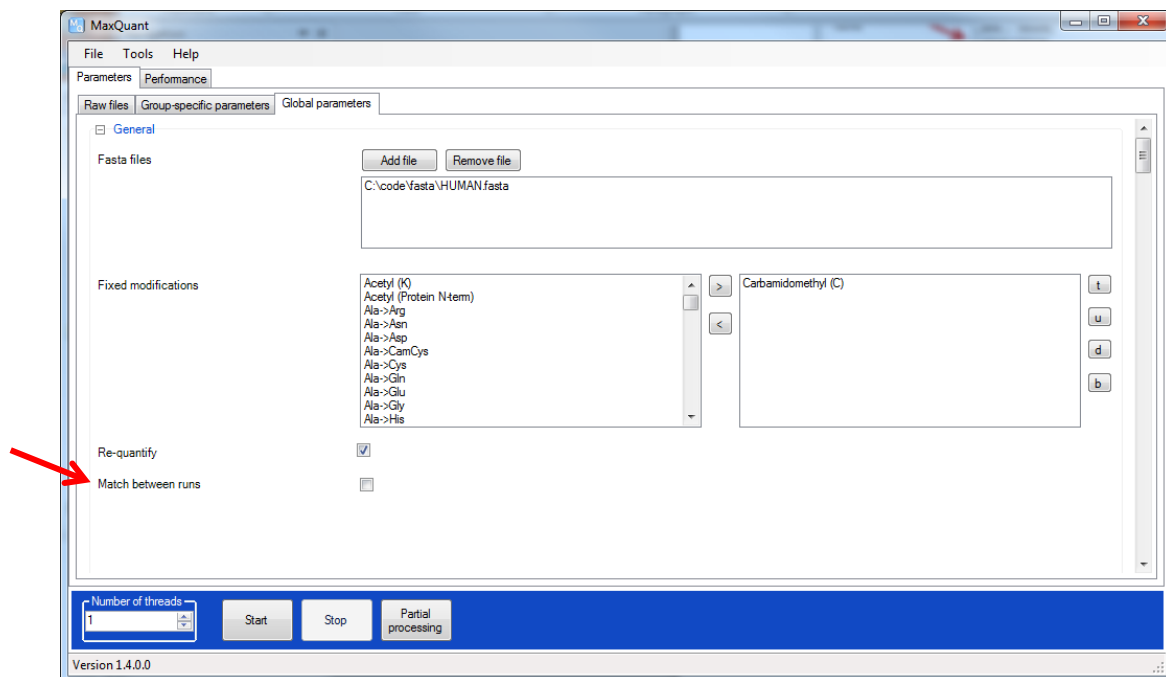 MaxQuant
File Tools Help
Parameters Performance
Raw files Group-specific parameters Global parameters
General
Fasta files
Add file Remove file
C:\code\fasta\HUMAN.fasta
Fixed modifications
Acetyl (K)
Acetyl (Protein N-term)
Ala->Arg
Ala->Asn
Ala->Asp
Ala->CamCys
Ala->Cys
Ala->Gln
Ala->Glu
Ala->Gly
Ala->His
>
<
Carbamidomethyl (C)
t
u
d
b
Re-quantify
Match between runs
Number of threads
1
Start
Stop
Partial
processing
Version 1.4.0.0